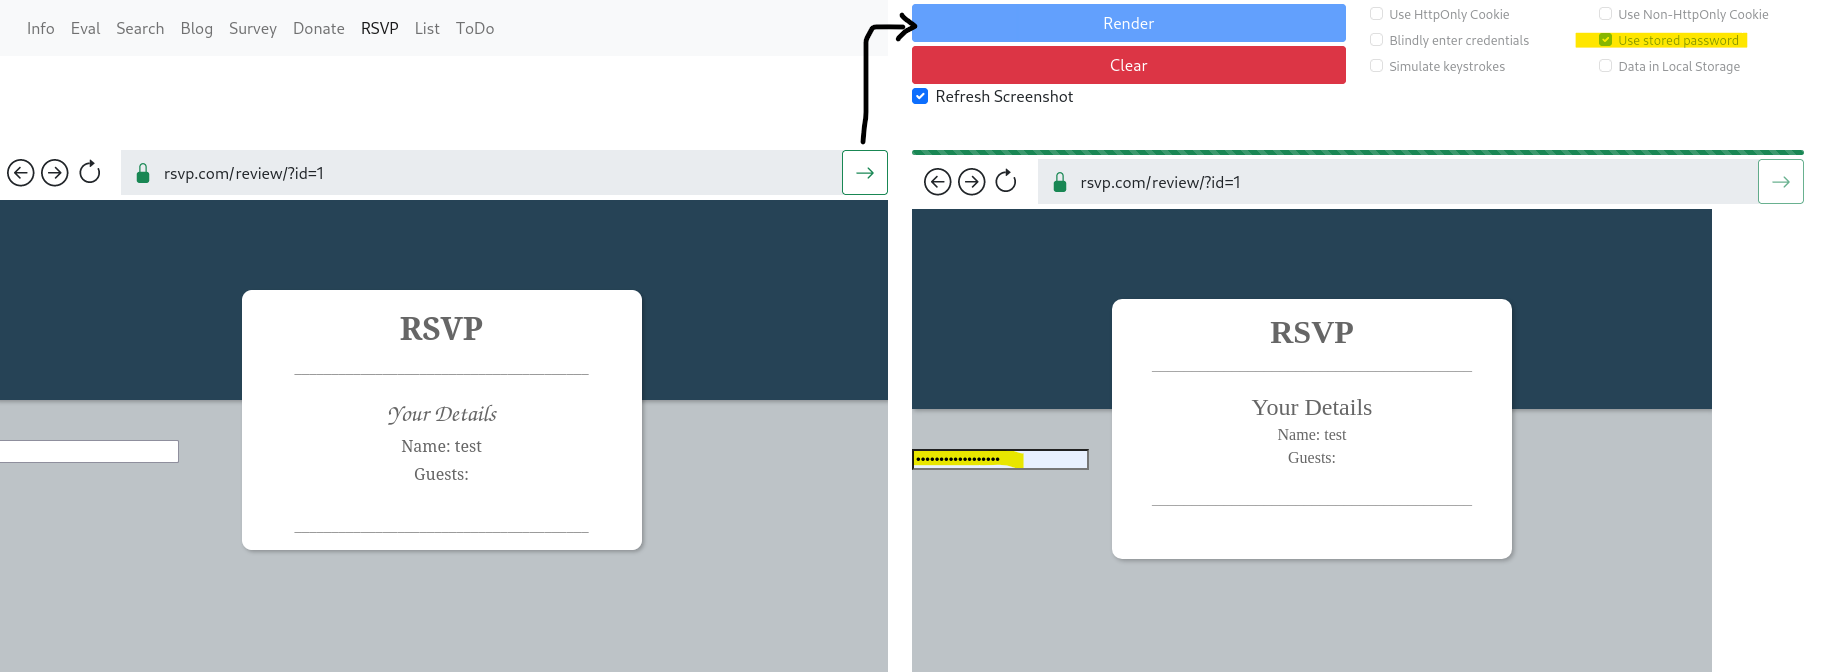 Info Eval Search Blog Survey Donate RSVP List ToDo
rsvp.com/review/?id=1
RSVP
Your Details
Name: test
Guests:
Render
Clear
Refresh Screenshot
Use HttpOnly Cookie
Use Non-HttpOnly Cookie
Blindly enter credentials
Use stored password
Simulate keystrokes
Data in Local Storage
rsvp.com/review/?id=1
RSVP
Your Details
Name: test
Guests: